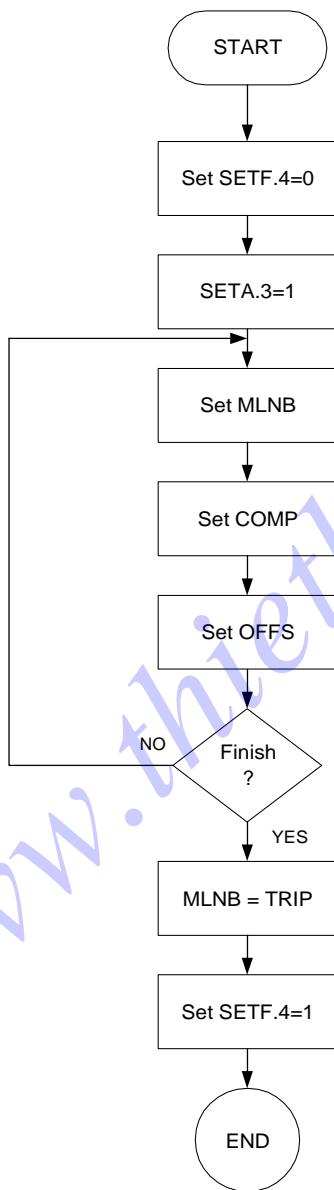 START
Set SETF.4=0
SETA.3=1
Set MLNB
Set COMP
Set OFFS
NO
Finish
?
YES
MLNB = TRIP
Set SETF.4=1
END